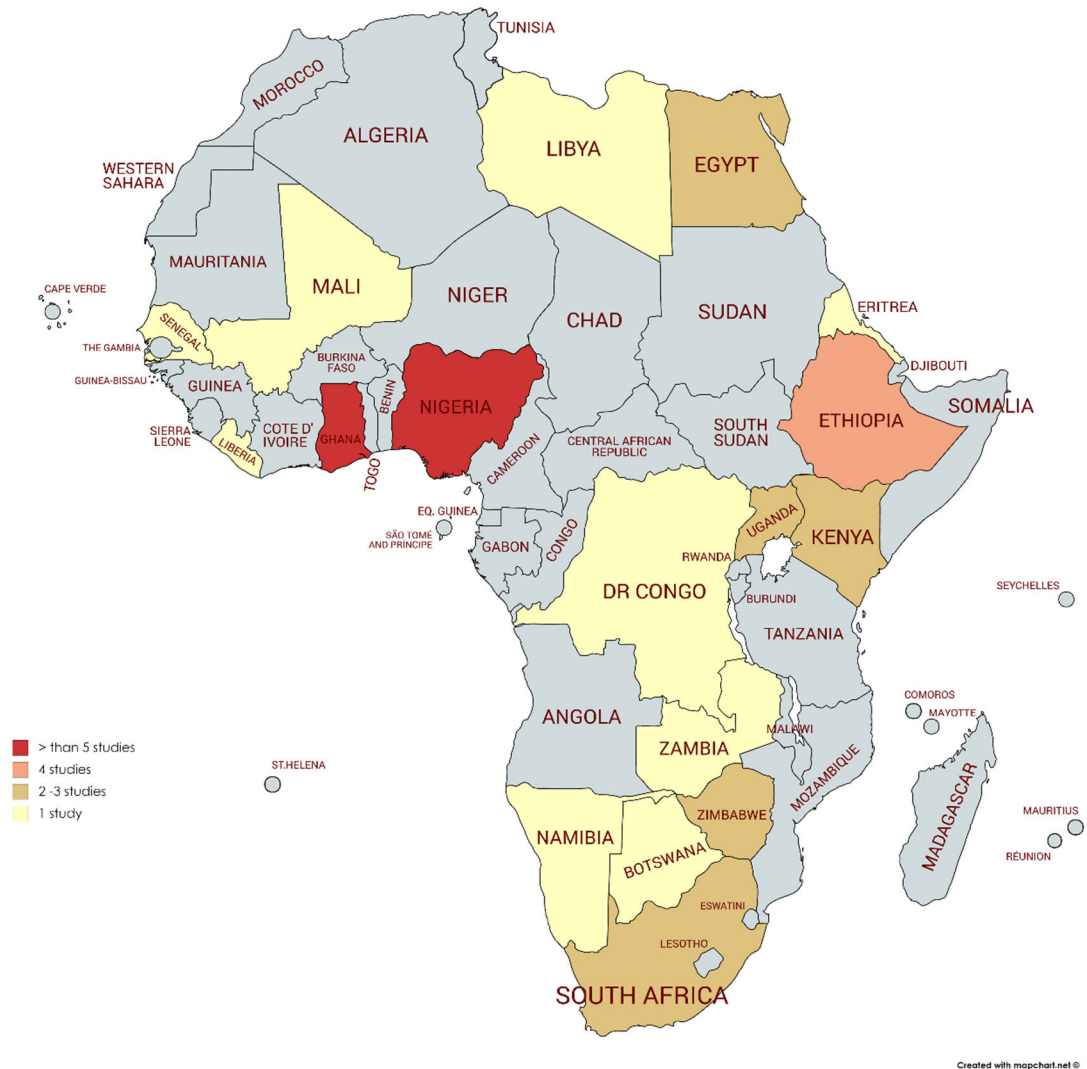 TUNISIA
MOROCCO
ALGERIA
LIBYA
EGYPT
WESTERN
SAHARA
MAURITANIA
MALI
NIGER
CHAD
SUDAN
ERITREA
CAPE VERDE
SENEGAL
THE GAMBIA
GUINEA-BISSAU
GUINEA
BURKINA
FASO
BENIN
NIGERIA
DJIBOUTI
SOMALIA
ETHIOPIA
SOUTH
SUDAN
SIERRA
LEONE
LIBERIA
COTE D'
IVOIRE
GHANA
TOGO
CAMEROON
CENTRAL AFRICAN
REPUBLIC
EQ. GUINEA
SÃO TOMÉ
AND PRÍNCIPE
GABON
CONGO
UGANDA
KENYA
RWANDA
DR CONGO
BURUNDI
TANZANIA
SEYCHELLES
COMOROS
MAYOTTE
ANGOLA
ZAMBIA
MALAWI
MOZAMBIQUE
> than 5 studies
4 studies
2 -3 studies
1 study
ST.HELENA
MADAGASCAR
MAURITIUS
RÉUNION
NAMIBIA
BOTSWANA
ZIMBABWE
ESWATINI
LESOTHO
SOUTH AFRICA
Created with mapchart.net ©